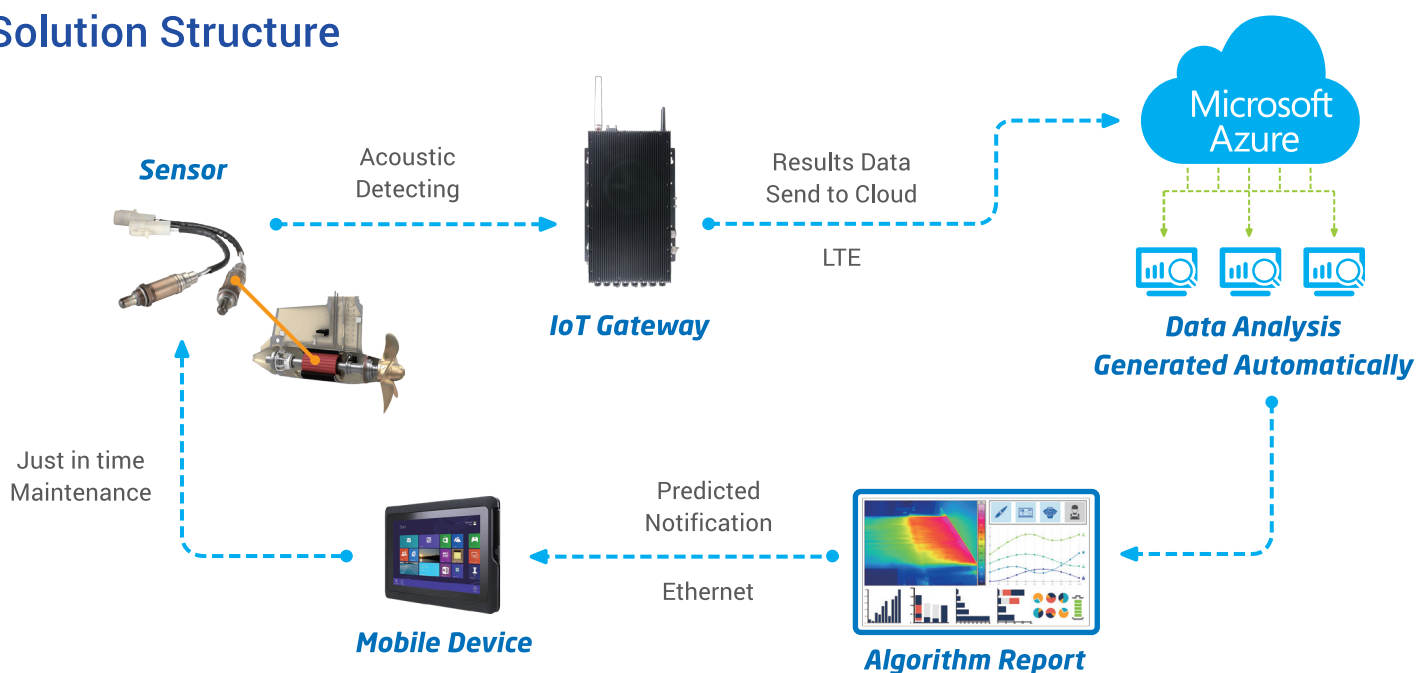 Solution Structure
Sensor
Acoustic
Detecting
IoT Gateway
Results Data
Send to Cloud
LTE
Microsoft
Azure
Data Analysis
Generated Automatically
Just in time
Maintenance
Mobile Device
Predicted
Notification
Ethernet
Algorithm Report